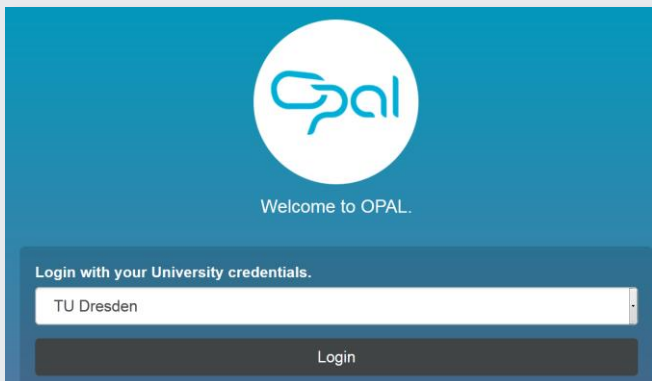 Opal
Welcome to OPAL.
Login with your University credentials.
TU Dresden
Login